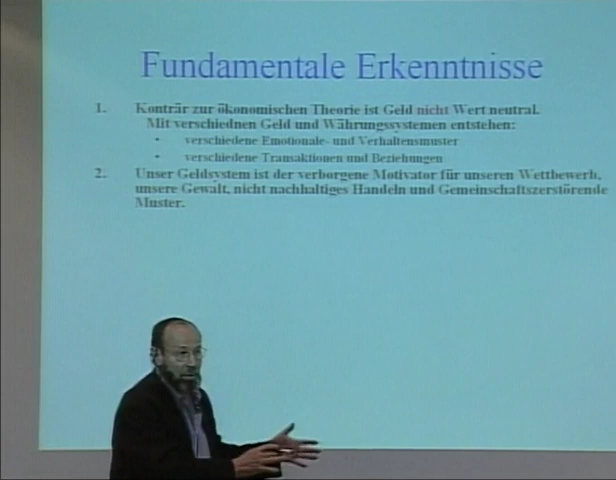 Fundamentale Erkenntnisse
1. Konträr zur ökonomischen Theorie ist Geld nicht Wert neutral.
Mit verschiednen Geld und Währungssystemen entstehen:
• verschiedene Emotionale- und Verhaltensmuster
• verschiedene Transaktionen und Beziehungen
2. Unser Geldsystem ist der verborgene Motivator für unseren Wettbewerb,
unsere Gewalt, nicht nachhaltiges Handeln und Gemeinschaftszerstörende
Muster.